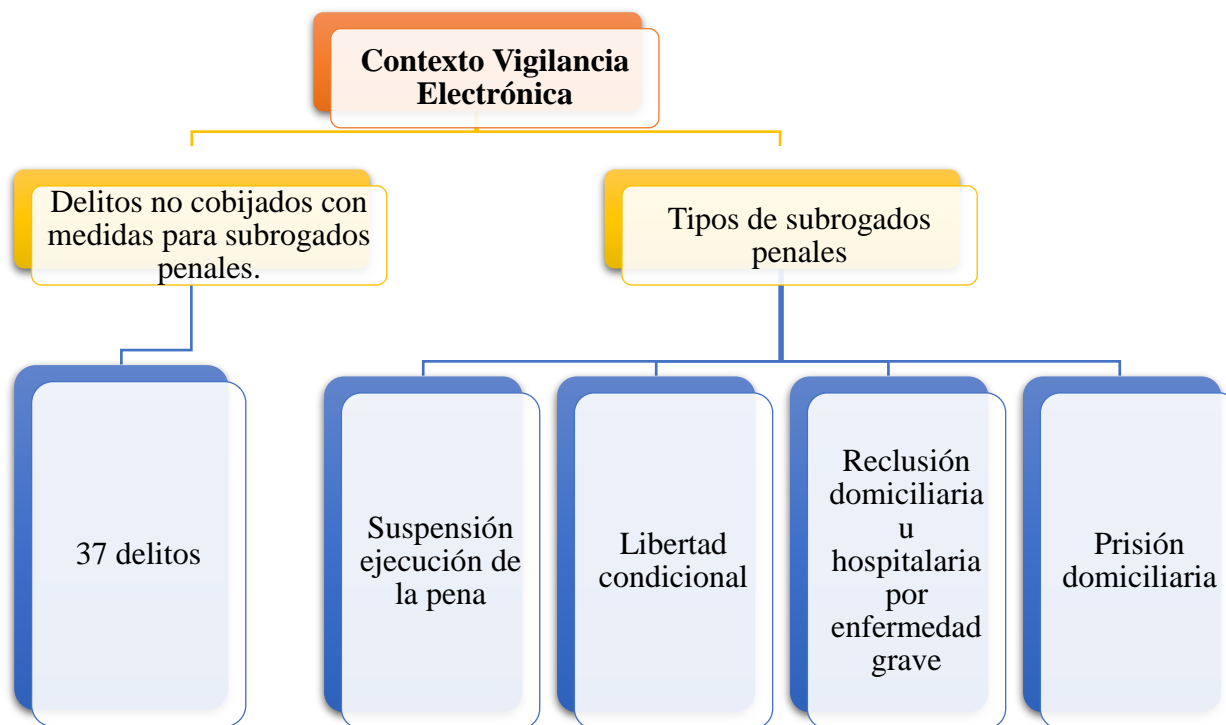 Contexto Vigilancia
Electrónica
Delitos no cobijados con
medidas para subrogados
penales.
Tipos de subrogados
penales
37 delitos
Suspensión
ejecución de
la pena
Libertad
condicional
Reclusión
domiciliaria
u
hospitalaria
por
enfermedad
grave
Prisión
domiciliaria